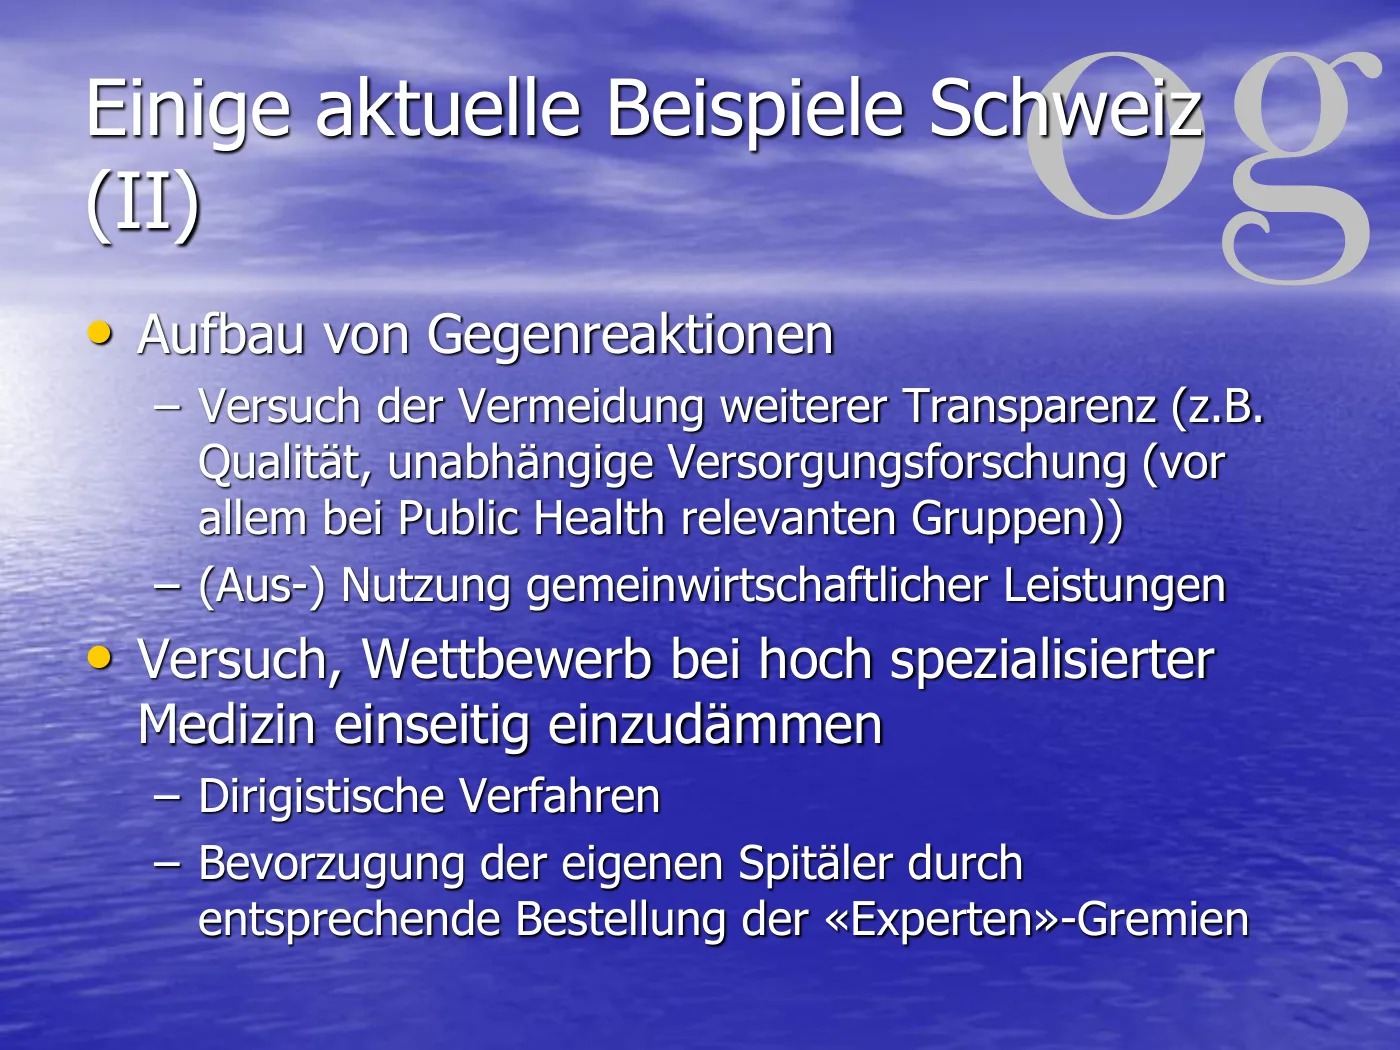 og
Einige aktuelle Beispiele Schweiz
(II)
• Aufbau von Gegenreaktionen
– Versuch der Vermeidung weiterer Transparenz (z.B.
Qualität, unabhängige Versorgungsforschung (vor
allem bei Public Health relevanten Gruppen))
– (Aus-) Nutzung gemeinwirtschaftlicher Leistungen
• Versuch, Wettbewerb bei hoch spezialisierter
Medizin einseitig einzudämmen
– Dirigistische Verfahren
– Bevorzugung der eigenen Spitäler durch
entsprechende Bestellung der «Experten»-Gremien